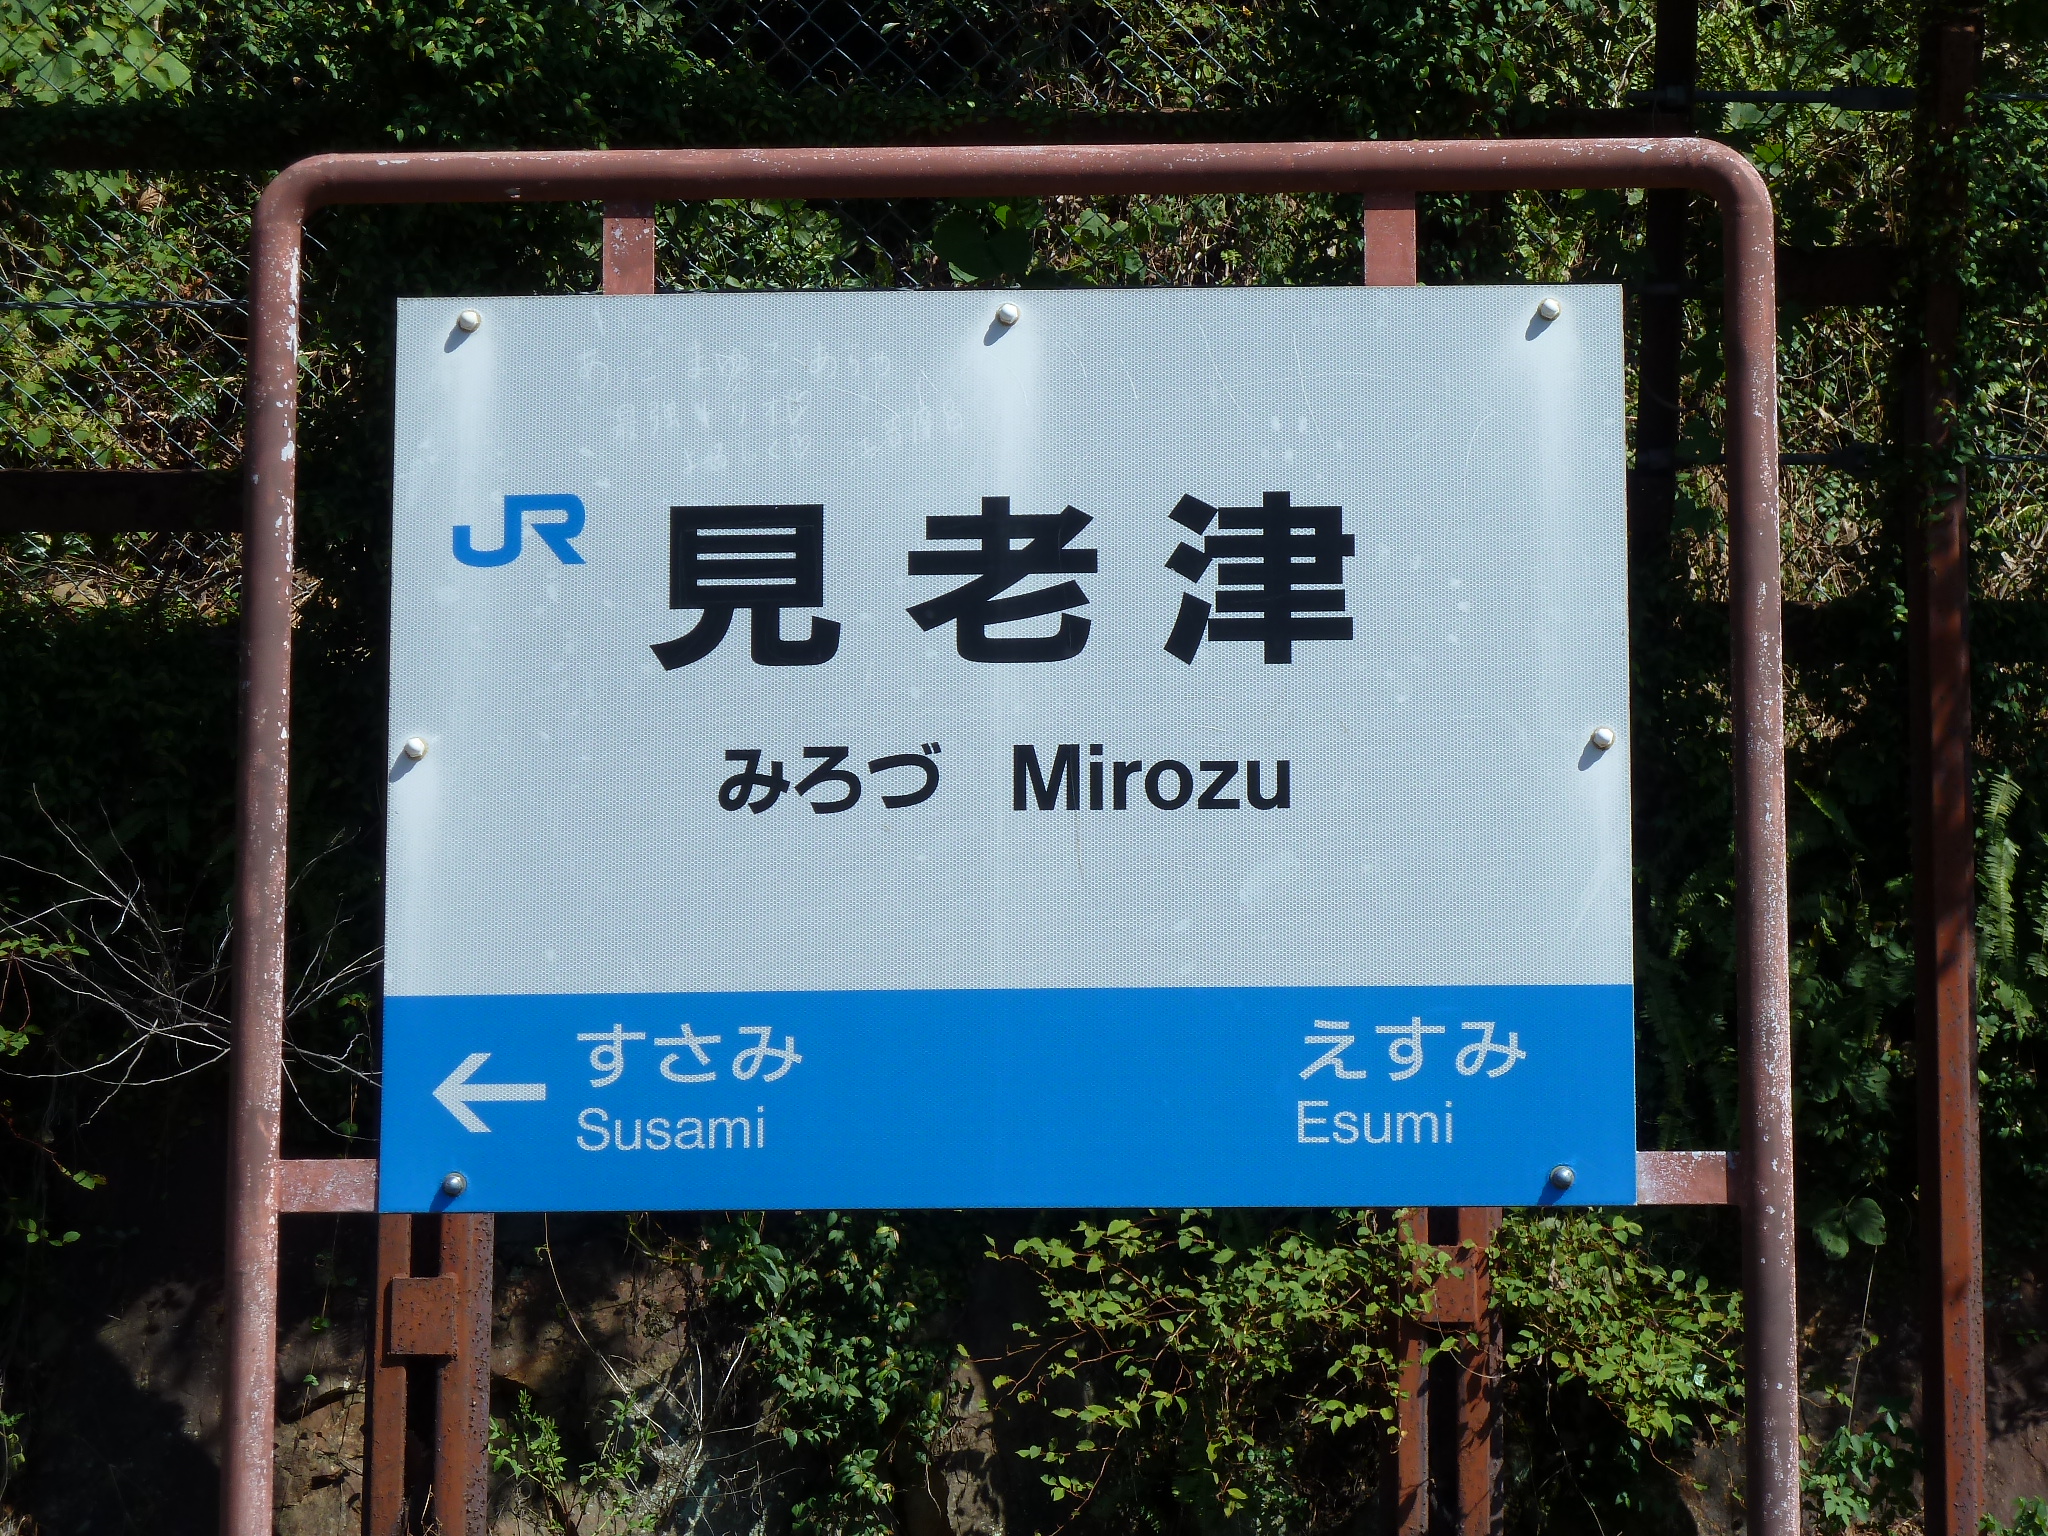 JR 見老津
みろづ Mirozu
← すさみ えすみ
Susami Esumi